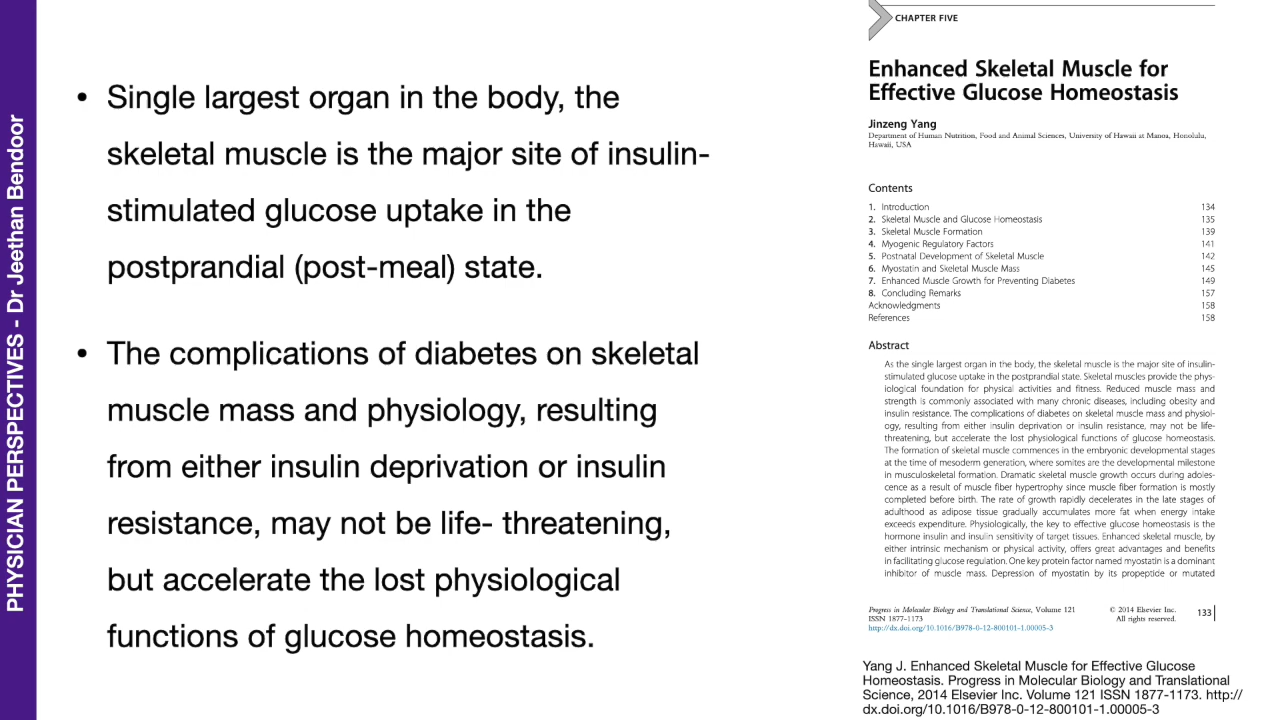 PHYSICIAN PERSPECTIVES - Dr Jeethan Bendoor
• Single largest organ in the body, the
skeletal muscle is the major site of insulin-
stimulated glucose uptake in the
postprandial (post-meal) state.
• The complications of diabetes on skeletal
muscle mass and physiology, resulting
from either insulin deprivation or insulin
resistance, may not be life- threatening,
but accelerate the lost physiological
functions of glucose homeostasis.
CHAPTER FIVE
Enhanced Skeletal Muscle for
Effective Glucose Homeostasis
Jinzeng Yang
Department of Human Nutrition, Food and Animal Sciences, University of Hawaii at Manoa, Honolulu,
Hawaii, USA
Contents
1. Introduction 134
2. Skeletal Muscle and Glucose Homeostasis 135
3. Skeletal Muscle Formation 139
4. Myogenic Regulatory Factors 141
5. Postnatal Development of Skeletal Muscle 142
6. Myostatin and Skeletal Muscle Mass 145
7. Enhanced Muscle Growth for Preventing Diabetes 149
8. Concluding Remarks 157
Acknowledgments 158
References 158
Abstract
As the single largest organ in the body, the skeletal muscle is the major site of insulin-
stimulated glucose uptake in the postprandial state. Skeletal muscles provide the phys-
iological foundation for physical activities and fitness. Reduced muscle mass and
strength is commonly associated with many chronic diseases, including obesity and
insulin resistance. The complications of diabetes on skeletal muscle mass and physiol-
ogy, resulting from either insulin deprivation or insulin resistance, may not be life-
threatening, but accelerate the lost physiological functions of glucose homeostasis.
The formation of skeletal muscle commences in the embryonic developmental stages
at the time of mesoderm generation, where somites are the developmental milestone
in musculoskeletal formation. Dramatic skeletal muscle growth occurs during adoles-
cence as a result of muscle fiber hypertrophy since muscle fiber formation is mostly
completed before birth. The rate of growth rapidly decelerates in the late stages of
adulthood as adipose tissue gradually accumulates more fat when energy intake
exceeds expenditure. Physiologically, the key to effective glucose homeostasis is the
hormone insulin and insulin sensitivity of target tissues. Enhanced skeletal muscle, by
either intrinsic mechanism or physical activity, offers great advantages and benefits
in facilitating glucose regulation. One key protein factor named myostatin is a dominant
inhibitor of muscle mass. Depression of myostatin by its propeptide or mutated
Progress in Molecular Biology and Translational Science, Volume 121 © 2014 Elsevier Inc. 133
ISSN 1877-1173 All rights reserved.
http://dx.doi.org/10.1016/B978-0-12-800101-1.00005-3
Yang J. Enhanced Skeletal Muscle for Effective Glucose
Homeostasis. Progress in Molecular Biology and Translational
Science, 2014 Elsevier Inc. Volume 121 ISSN 1877-1173. http://
dx.doi.org/10.1016/B978-0-12-800101-1.00005-3